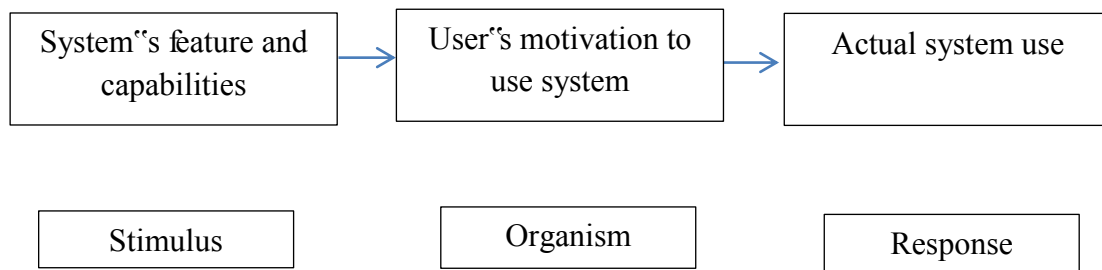 System‟s feature and
capabilities
User‟s motivation to
use system
Actual system use
Stimulus
Organism
Response